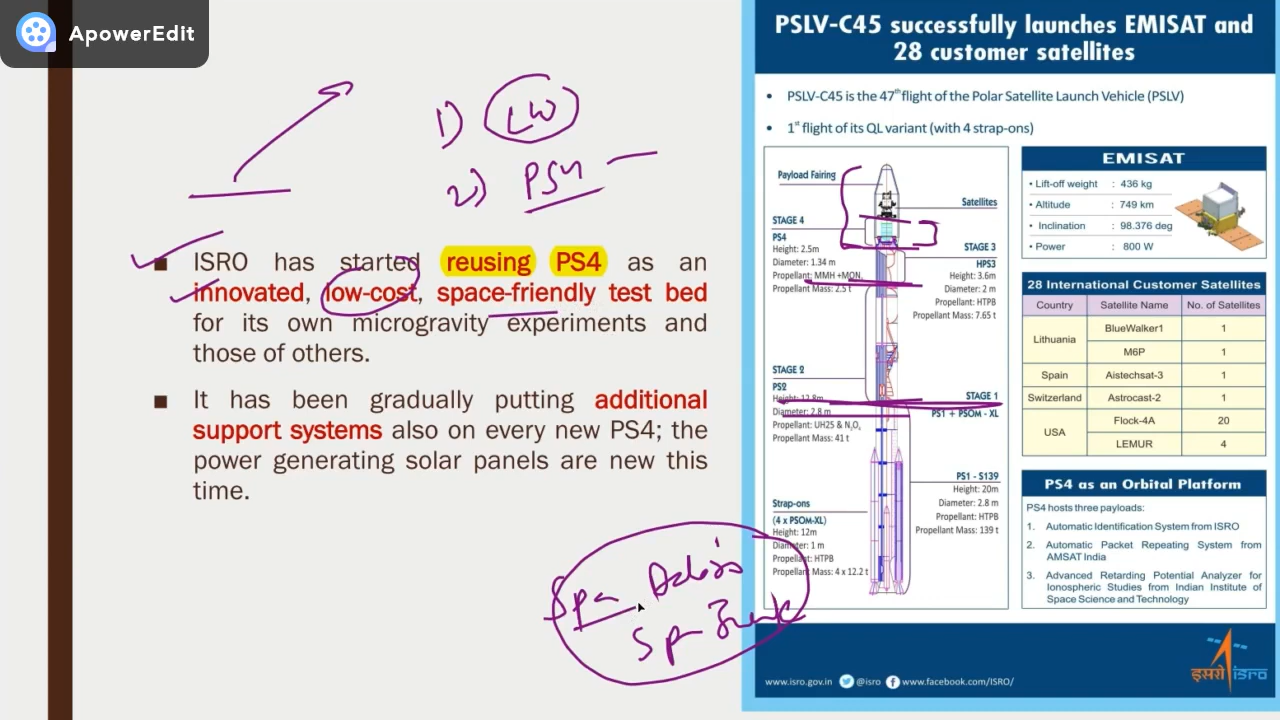 ApowerEdit
1) LW
2) PS4
■ ISRO has started reusing PS4 as an
innovated, low-cost, space-friendly test bed
for its own microgravity experiments and
those of others.
■ It has been gradually putting additional
support systems also on every new PS4; the
power generating solar panels are new this
time.
PSLV-C45 successfully launches EMISAT and
28 customer satellites
• PSLV-C45 is the 47th flight of the Polar Satellite Launch Vehicle (PSLV)
• 1st flight of its QL variant (with 4 strap-ons)
Payload Fairing
Satellites
STAGE 4
PS4
Height: 2.5m
Diameter: 1.34 m
Propellant: MMH +MON
Propellant Mass: 2.5 t
STAGE 3
HPS3
Height: 3.6m
Diameter: 2 m
Propellant: HTPB
Propellant Mass: 7.65 t
STAGE 2
PS2
Height: 12.8m
Diameter: 2.8 m
Propellant: UH25 & N₂O₄
Propellant Mass: 41 t
STAGE 1
PS1 + PSOM - XL
PS1 - S139
Height: 20m
Diameter: 2.8 m
Propellant: HTPB
Propellant Mass: 139 t
Strap-ons
(4 x PSOM-XL)
Height: 12m
Diameter: 1 m
Propellant: HTPB
Propellant Mass: 4 x 12.2 t
EMISAT
• Lift-off weight : 436 kg
• Altitude : 749 km
• Inclination : 98.376 deg
• Power : 800 W
28 International Customer Satellites
Country Satellite Name No. of Satellites
Lithuania BlueWalker1 1
M6P 1
Spain Aistechsat-3 1
Switzerland Astrocast-2 1
USA Flock-4A 20
LEMUR 4
PS4 as an Orbital Platform
PS4 hosts three payloads:
1. Automatic Identification System from ISRO
2. Automatic Packet Repeating System from
AMSAT India
3. Advanced Retarding Potential Analyzer for
Ionospheric Studies from Indian Institute of
Space Science and Technology
www.isro.gov.in @isro www.facebook.com/ISRO/
इसरो isro